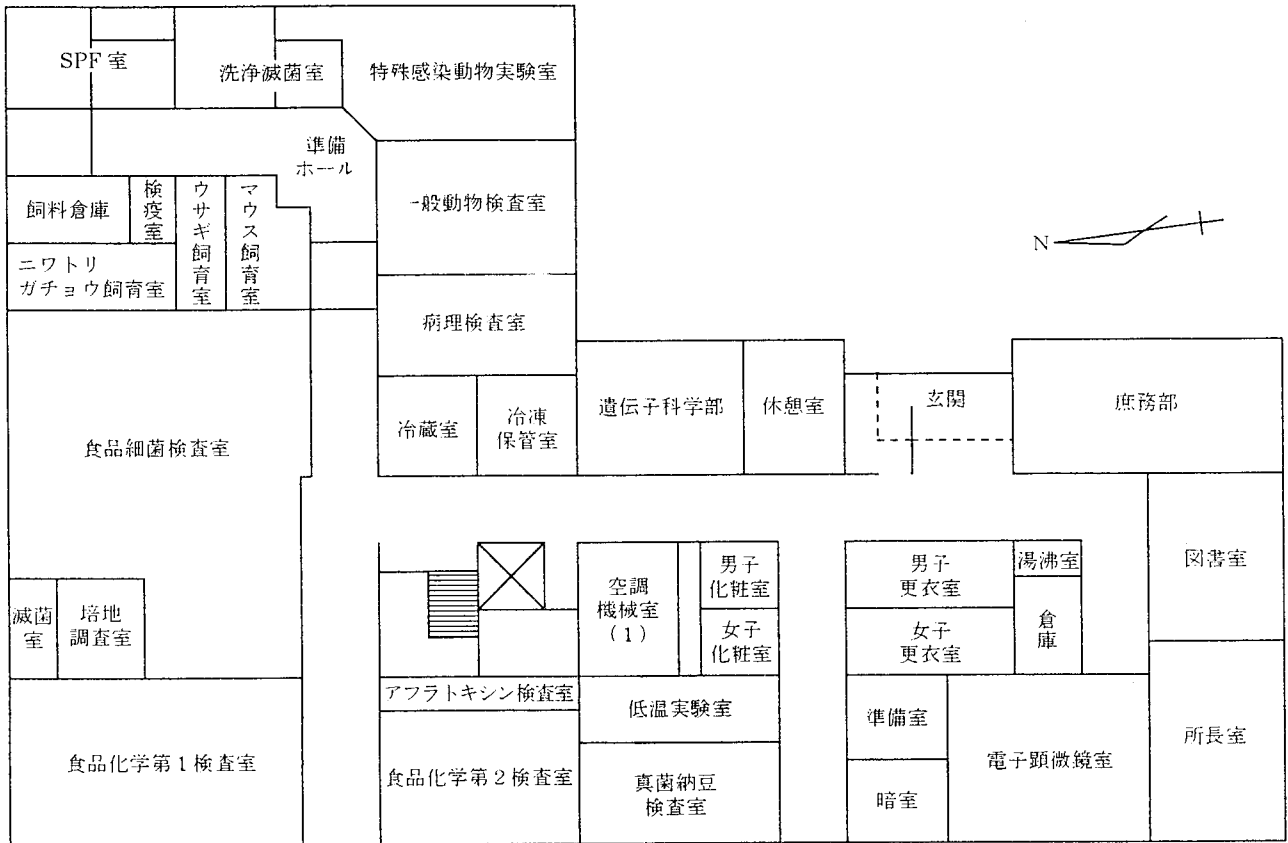 SPF 室
洗浄滅菌室
特殊感染動物実験室
準備
ホール
飼料倉庫
検疫室
ウサギ飼育室
マウス飼育室
一般動物検査室
ニワトリ
ガチョウ飼育室
N
病理検査室
食品細菌検査室
冷蔵室
冷凍
保管室
遺伝子科学部
休憩室
玄関
庶務部
滅菌
室
培地
調査室
空調
機械室
(1)
男子
化粧室
女子
化粧室
男子
更衣室
女子
更衣室
湯沸室
倉庫
図書室
アフラトキシン検査室
低温実験室
準備室
電子顕微鏡室
所長室
食品化学第1検査室
食品化学第2検査室
真菌納豆
検査室
暗室